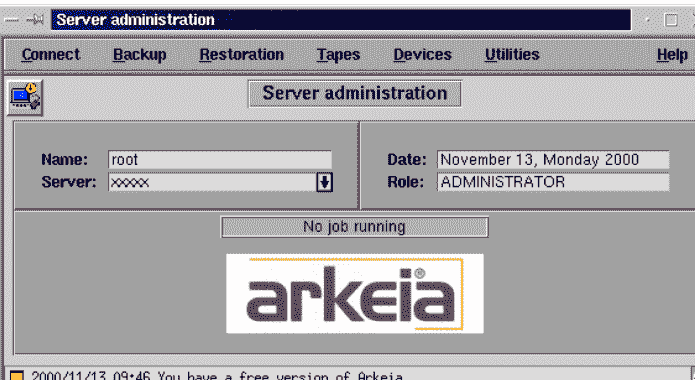 Server administration
Connect Backup Restoration Tapes Devices Utilities Help
Server administration
Name: root
Server: xxxxx
Date: November 13, Monday 2000
Role: ADMINISTRATOR
No job running
arkeia®
2000/11/13 09:46 You have a free version of Arkeia